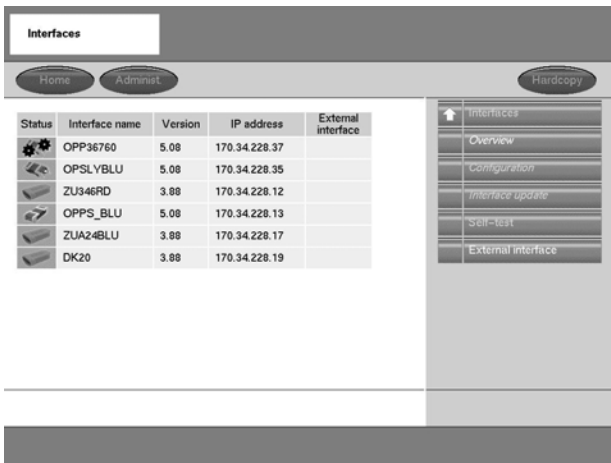 Interfaces
Home
Administ.
Hardcopy
Status Interface name Version IP address External interface
OPP36760 5.08 170.34.228.37
OPSLYBLU 5.08 170.34.228.35
ZU346RD 3.88 170.34.228.12
OPPS_BLU 5.08 170.34.228.13
ZUA24BLU 3.88 170.34.228.17
DK20 3.88 170.34.228.19
Interfaces
Overview
Configuration
Interface update
Self-test
External interface